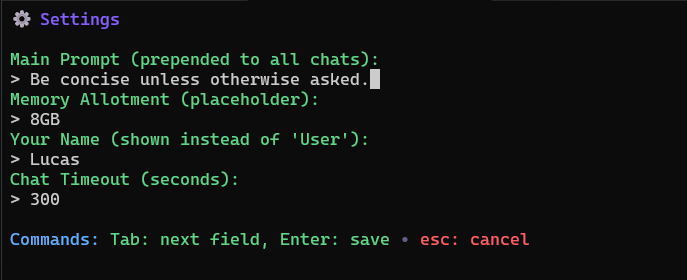 ⚙ Settings
Main Prompt (prepended to all chats):
> Be concise unless otherwise asked.
Memory Allotment (placeholder):
> 8GB
Your Name (shown instead of 'User'):
> Lucas
Chat Timeout (seconds):
> 300
Commands: Tab: next field, Enter: save • esc: cancel